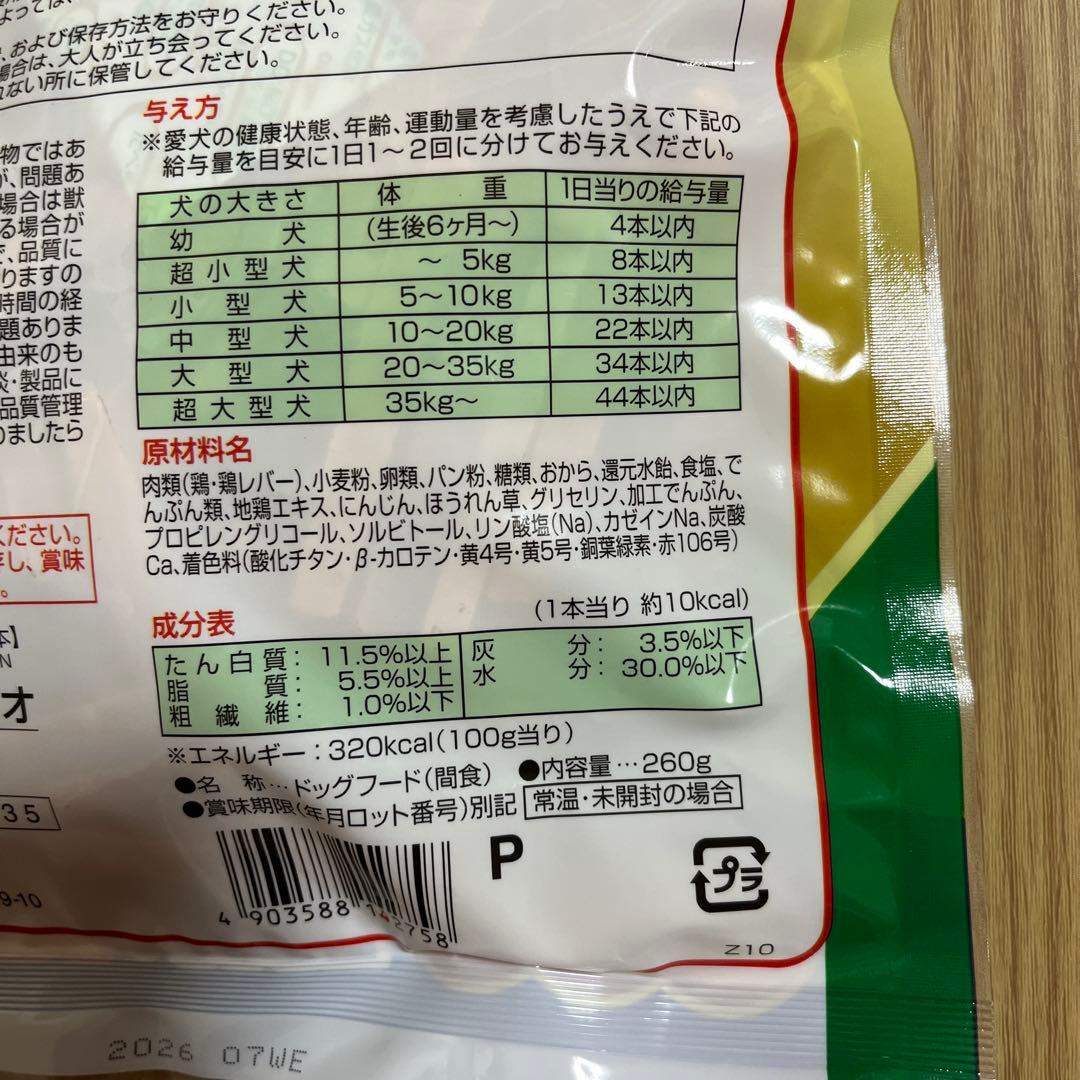 よっては、
、および保存方法をお守りください。
場合は、大人が立ち会ってください。
ない所に保管してください。
物ではあ
が、問題あ
場合は獣
る場合が
で、品質に
りますの
時間の経
題ありま
由来のも
炎・製品に
品質管理
りましたら
ください。
存し、賞味
。
本】
N
オ
35
9-10
与え方
※愛犬の健康状態、年齢、運動量を考慮したうえで下記の
給与量を目安に1日1〜2回に分けてお与えください。
犬の大きさ 体重 1日当りの給与量
幼犬 (生後6ヶ月〜) 4本以内
超小型犬 〜 5kg 8本以内
小型犬 5〜10kg 13本以内
中型犬 10〜20kg 22本以内
大型犬 20〜35kg 34本以内
超大型犬 35kg〜 44本以内
原材料名
肉類(鶏・鶏レバー)、小麦粉、卵類、パン粉、糖類、おから、還元水飴、食塩、で
んぷん類、地鶏エキス、にんじん、ほうれん草、グリセリン、加工でんぷん、
プロピレングリコール、ソルビトール、リン酸塩(Na)、カゼインNa、炭酸
Ca、着色料(酸化チタン・β-カロテン・黄4号・黄5号・銅葉緑素・赤106号)
成分表 (1本当り 約10kcal)
たん白質: 11.5%以上 灰分: 3.5%以下
脂質: 5.5%以上 水分: 30.0%以下
粗繊維: 1.0%以下
※エネルギー:320kcal(100g当り)
●名 称…ドッグフード(間食) ●内容量…260g
●賞味期限(年月ロット番号)別記 常温・未開封の場合
P
プラ
4 903588 142758
Z10
2026 07WE